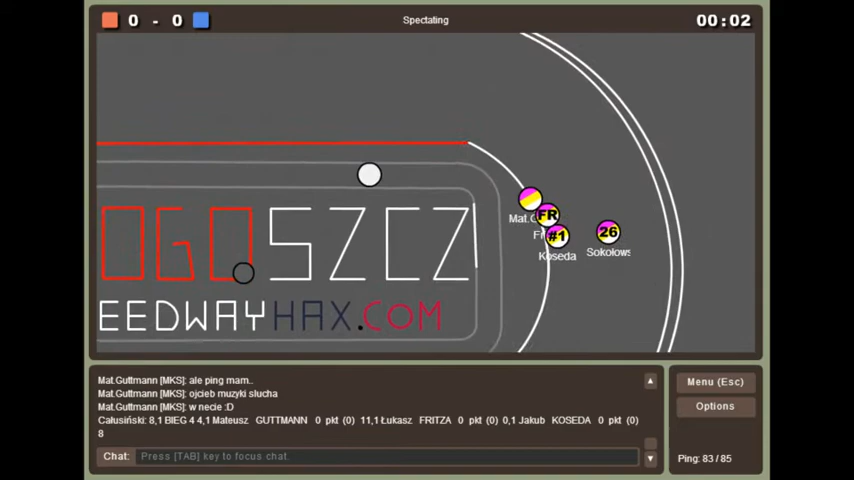 0 - 0
Spectating
00:02
OGO.SZCZ
EEDWAYHAX.COM
FR
#1
Koseda
26
Sokołows
Mat.Guttmann [MKS]: ale ping mam..
Mat.Guttmann [MKS]: ojcieb muzyki slucha
Mat.Guttmann [MKS]: w necie :D
Całusiński: 8,1 BIEG 4 4,1 Mateusz GUTTMANN 0 pkt (0) 11,1 Łukasz FRITZA 0 pkt (0) 0,1 Jakub KOSEDA 0 pkt (0)
8
Chat: Press [TAB] key to focus chat.
Menu (Esc)
Options
Ping: 83 / 85